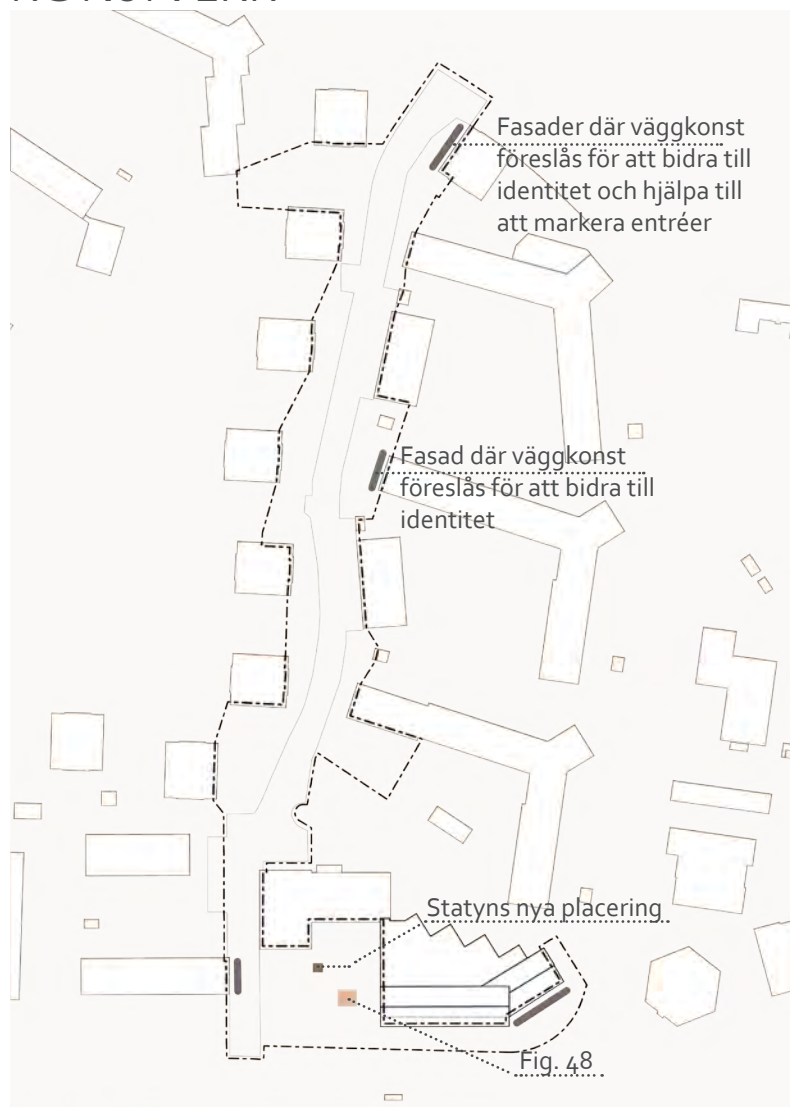 Fasader där väggkonst
föreslås för att bidra till
identitet och hjälpa till
att markera entréer
Fasad där väggkonst
föreslås för att bidra till
identitet
Statyns nya placering
Fig. 48